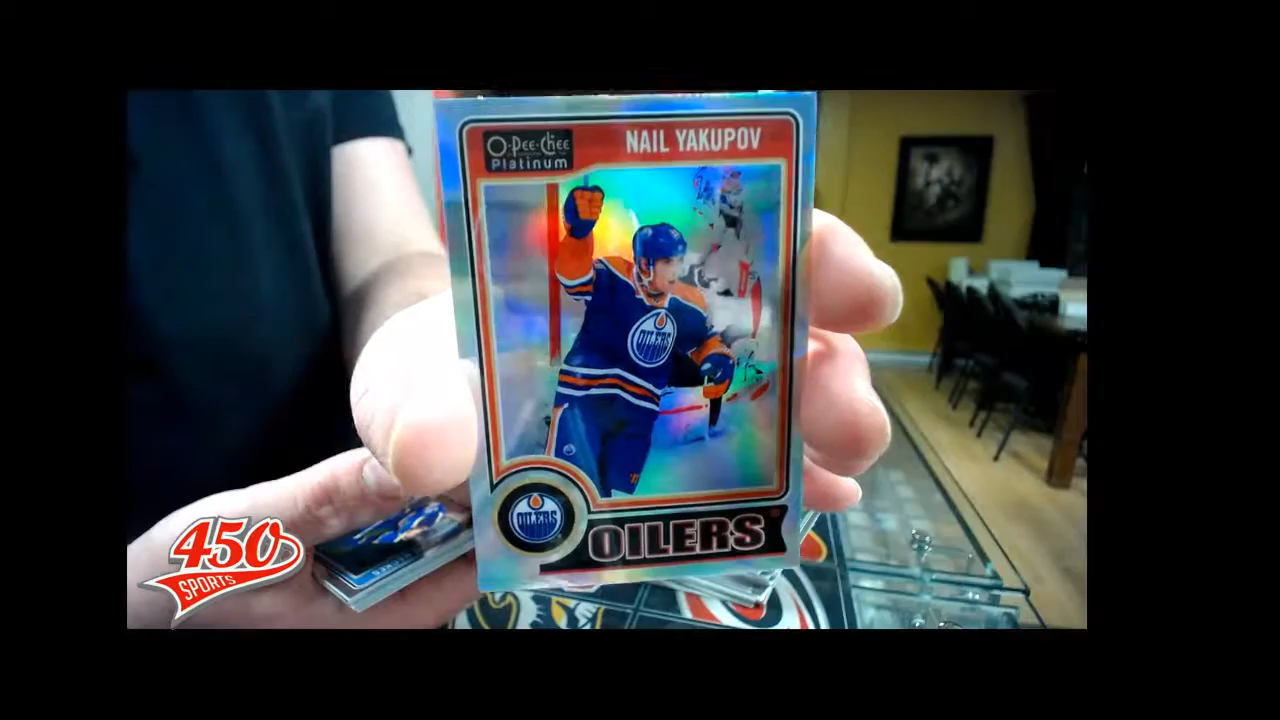 O-Pee-Chee
Platinum
NAIL YAKUPOV
OILERS
OILERS
OILERS
450
SPORTS